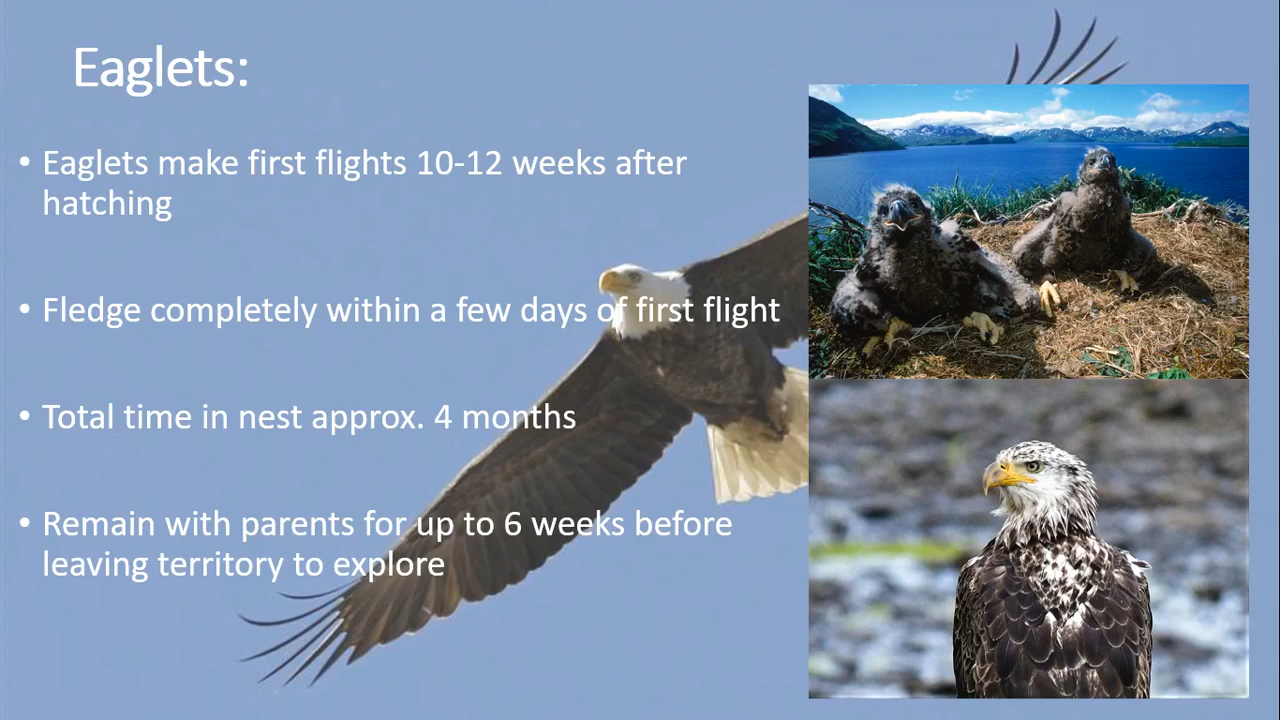 Eaglets:
• Eaglets make first flights 10-12 weeks after
hatching
• Fledge completely within a few days of first flight
• Total time in nest approx. 4 months
• Remain with parents for up to 6 weeks before
leaving territory to explore